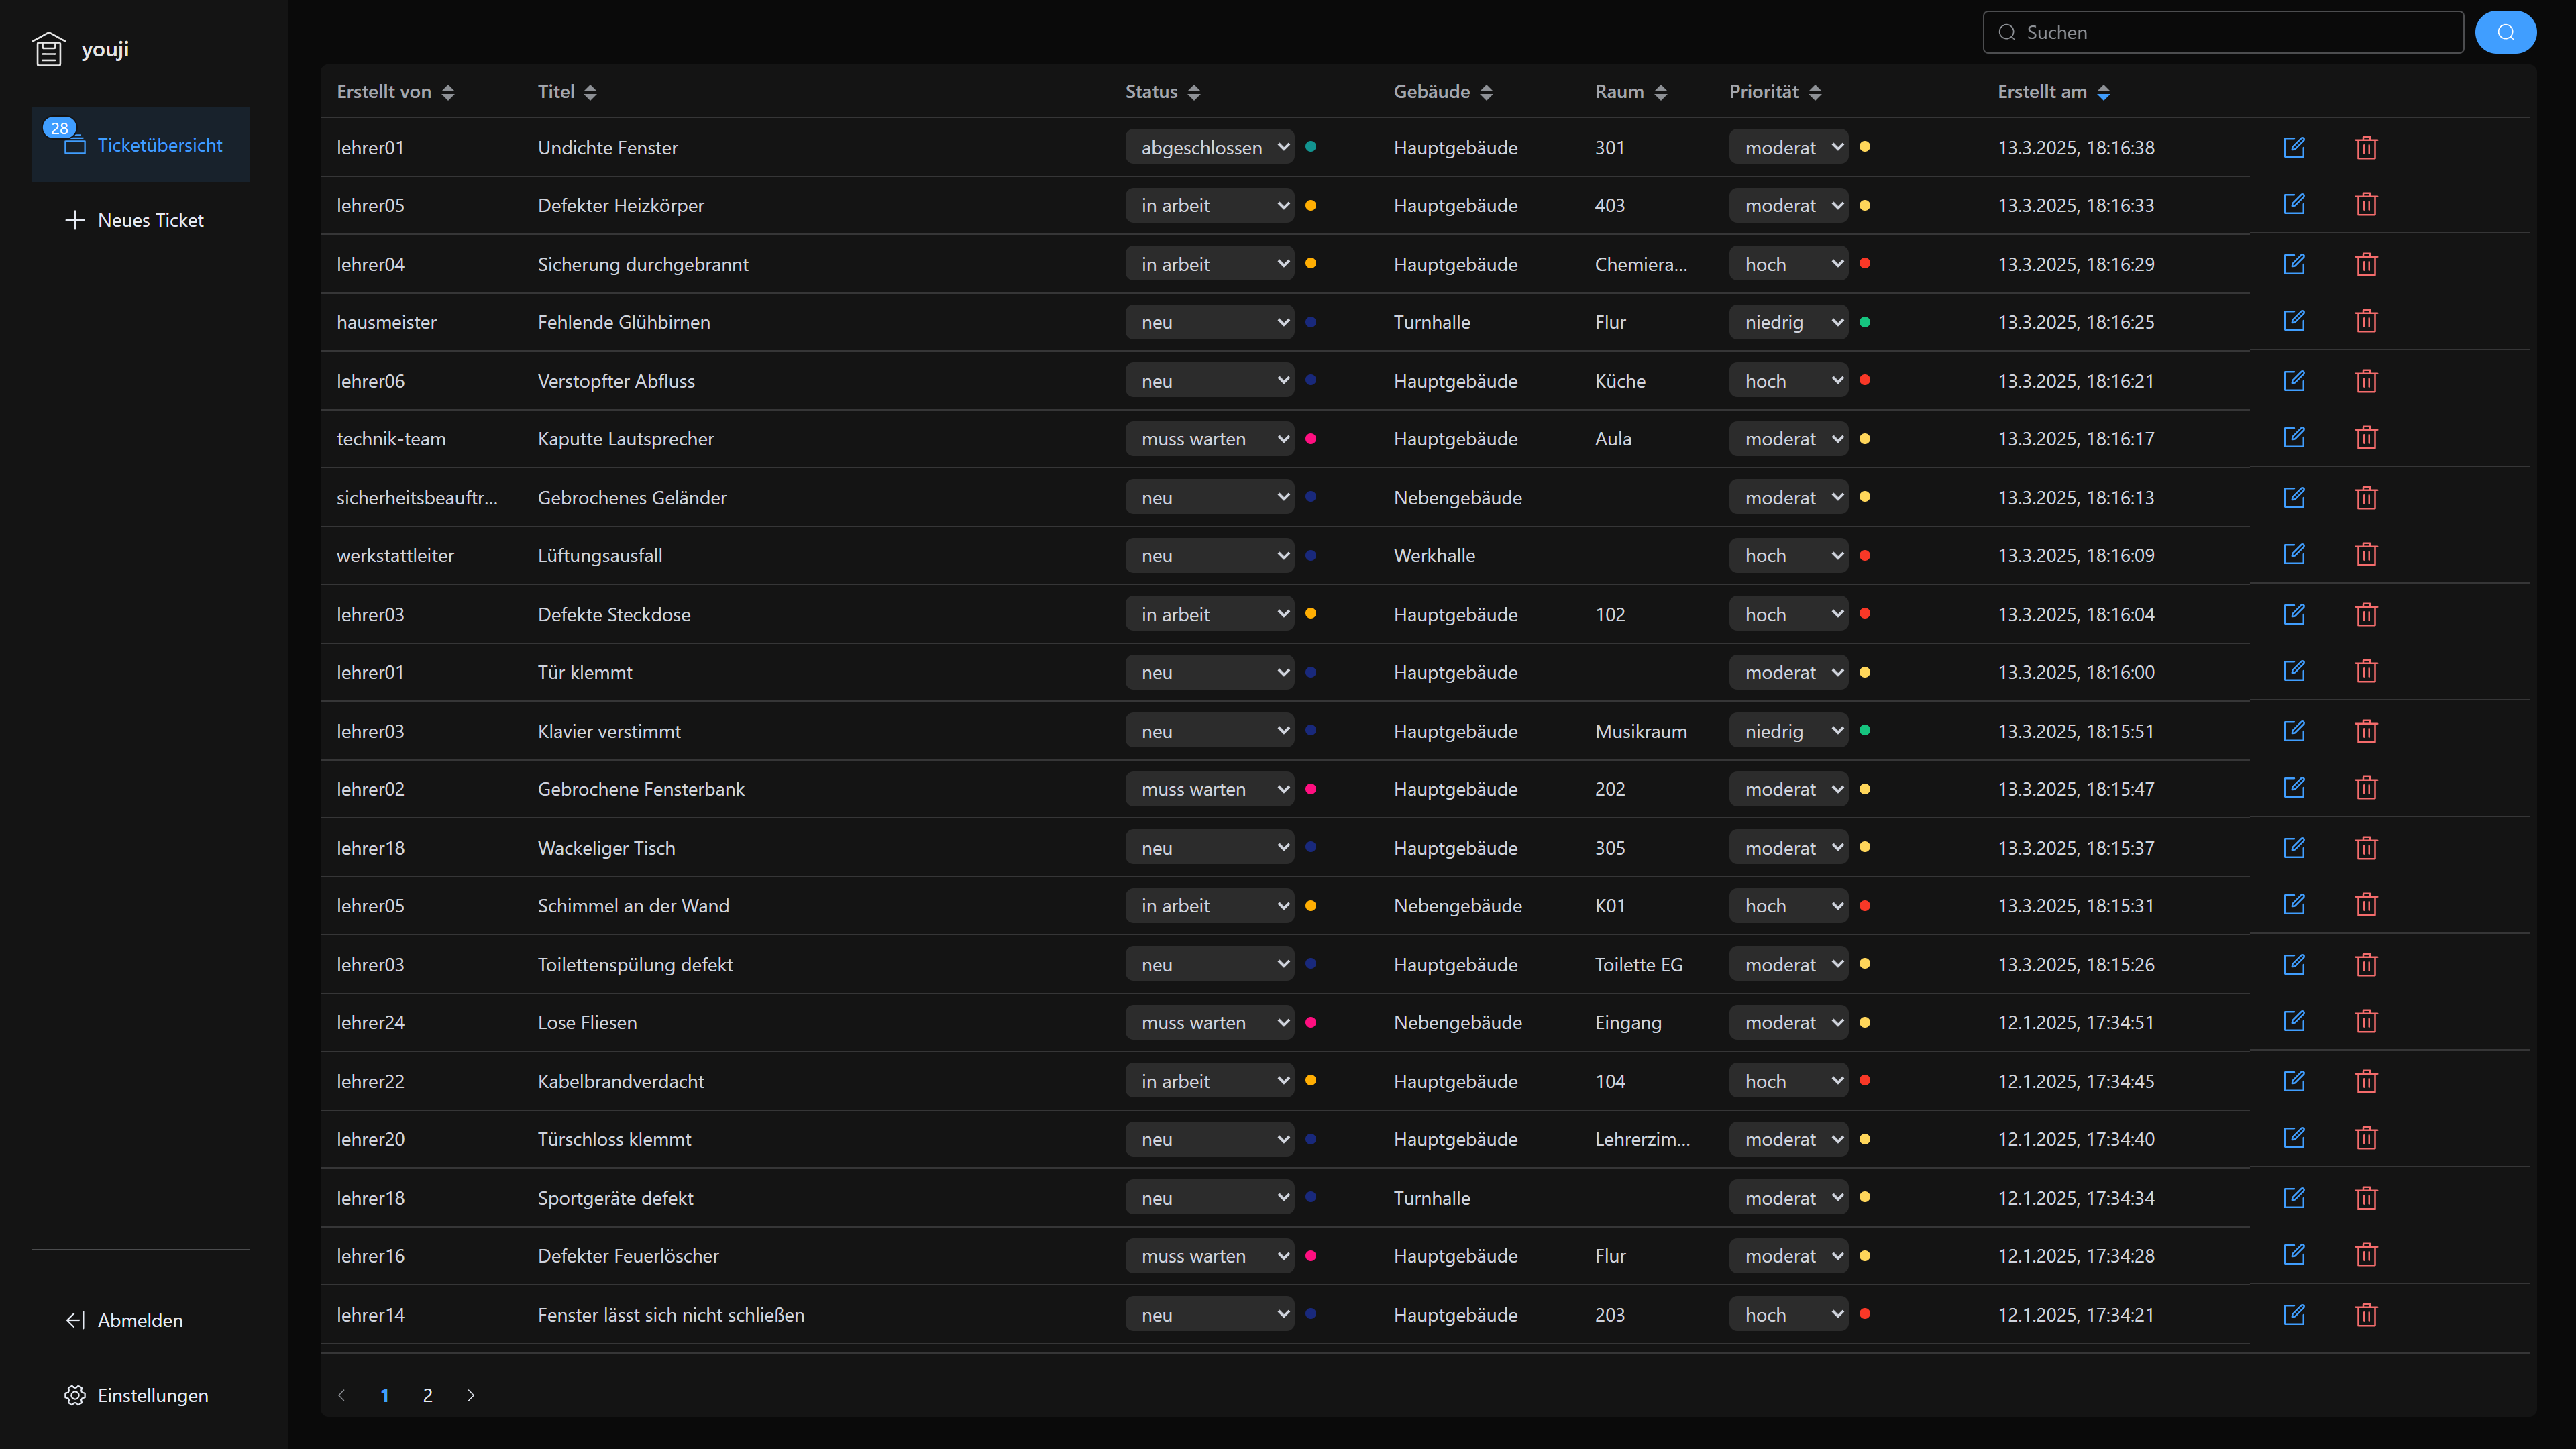 youji
Suchen
28
Ticketübersicht
Neues Ticket
Erstellt von Titel Status Gebäude Raum Priorität Erstellt am
lehrer01 Undichte Fenster abgeschlossen Hauptgebäude 301 moderat 13.3.2025, 18:16:38
lehrer05 Defekter Heizkörper in arbeit Hauptgebäude 403 moderat 13.3.2025, 18:16:33
lehrer04 Sicherung durchgebrannt in arbeit Hauptgebäude Chemiera... hoch 13.3.2025, 18:16:29
hausmeister Fehlende Glühbirnen neu Turnhalle Flur niedrig 13.3.2025, 18:16:25
lehrer06 Verstopfter Abfluss neu Hauptgebäude Küche hoch 13.3.2025, 18:16:21
technik-team Kaputte Lautsprecher muss warten Hauptgebäude Aula moderat 13.3.2025, 18:16:17
sicherheitsbeauftr... Gebrochenes Geländer neu Nebengebäude moderat 13.3.2025, 18:16:13
werkstattleiter Lüftungsausfall neu Werkhalle hoch 13.3.2025, 18:16:09
lehrer03 Defekte Steckdose in arbeit Hauptgebäude 102 hoch 13.3.2025, 18:16:04
lehrer01 Tür klemmt neu Hauptgebäude moderat 13.3.2025, 18:16:00
lehrer03 Klavier verstimmt neu Hauptgebäude Musikraum niedrig 13.3.2025, 18:15:51
lehrer02 Gebrochene Fensterbank muss warten Hauptgebäude 202 moderat 13.3.2025, 18:15:47
lehrer18 Wackeliger Tisch neu Hauptgebäude 305 moderat 13.3.2025, 18:15:37
lehrer05 Schimmel an der Wand in arbeit Nebengebäude K01 hoch 13.3.2025, 18:15:31
lehrer03 Toilettenspülung defekt neu Hauptgebäude Toilette EG moderat 13.3.2025, 18:15:26
lehrer24 Lose Fliesen muss warten Nebengebäude Eingang moderat 12.1.2025, 17:34:51
lehrer22 Kabelbrandverdacht in arbeit Hauptgebäude 104 hoch 12.1.2025, 17:34:45
lehrer20 Türschloss klemmt neu Hauptgebäude Lehrerzim... moderat 12.1.2025, 17:34:40
lehrer18 Sportgeräte defekt neu Turnhalle moderat 12.1.2025, 17:34:34
lehrer16 Defekter Feuerlöscher muss warten Hauptgebäude Flur moderat 12.1.2025, 17:34:28
lehrer14 Fenster lässt sich nicht schließen neu Hauptgebäude 203 hoch 12.1.2025, 17:34:21
1 2
Abmelden
Einstellungen